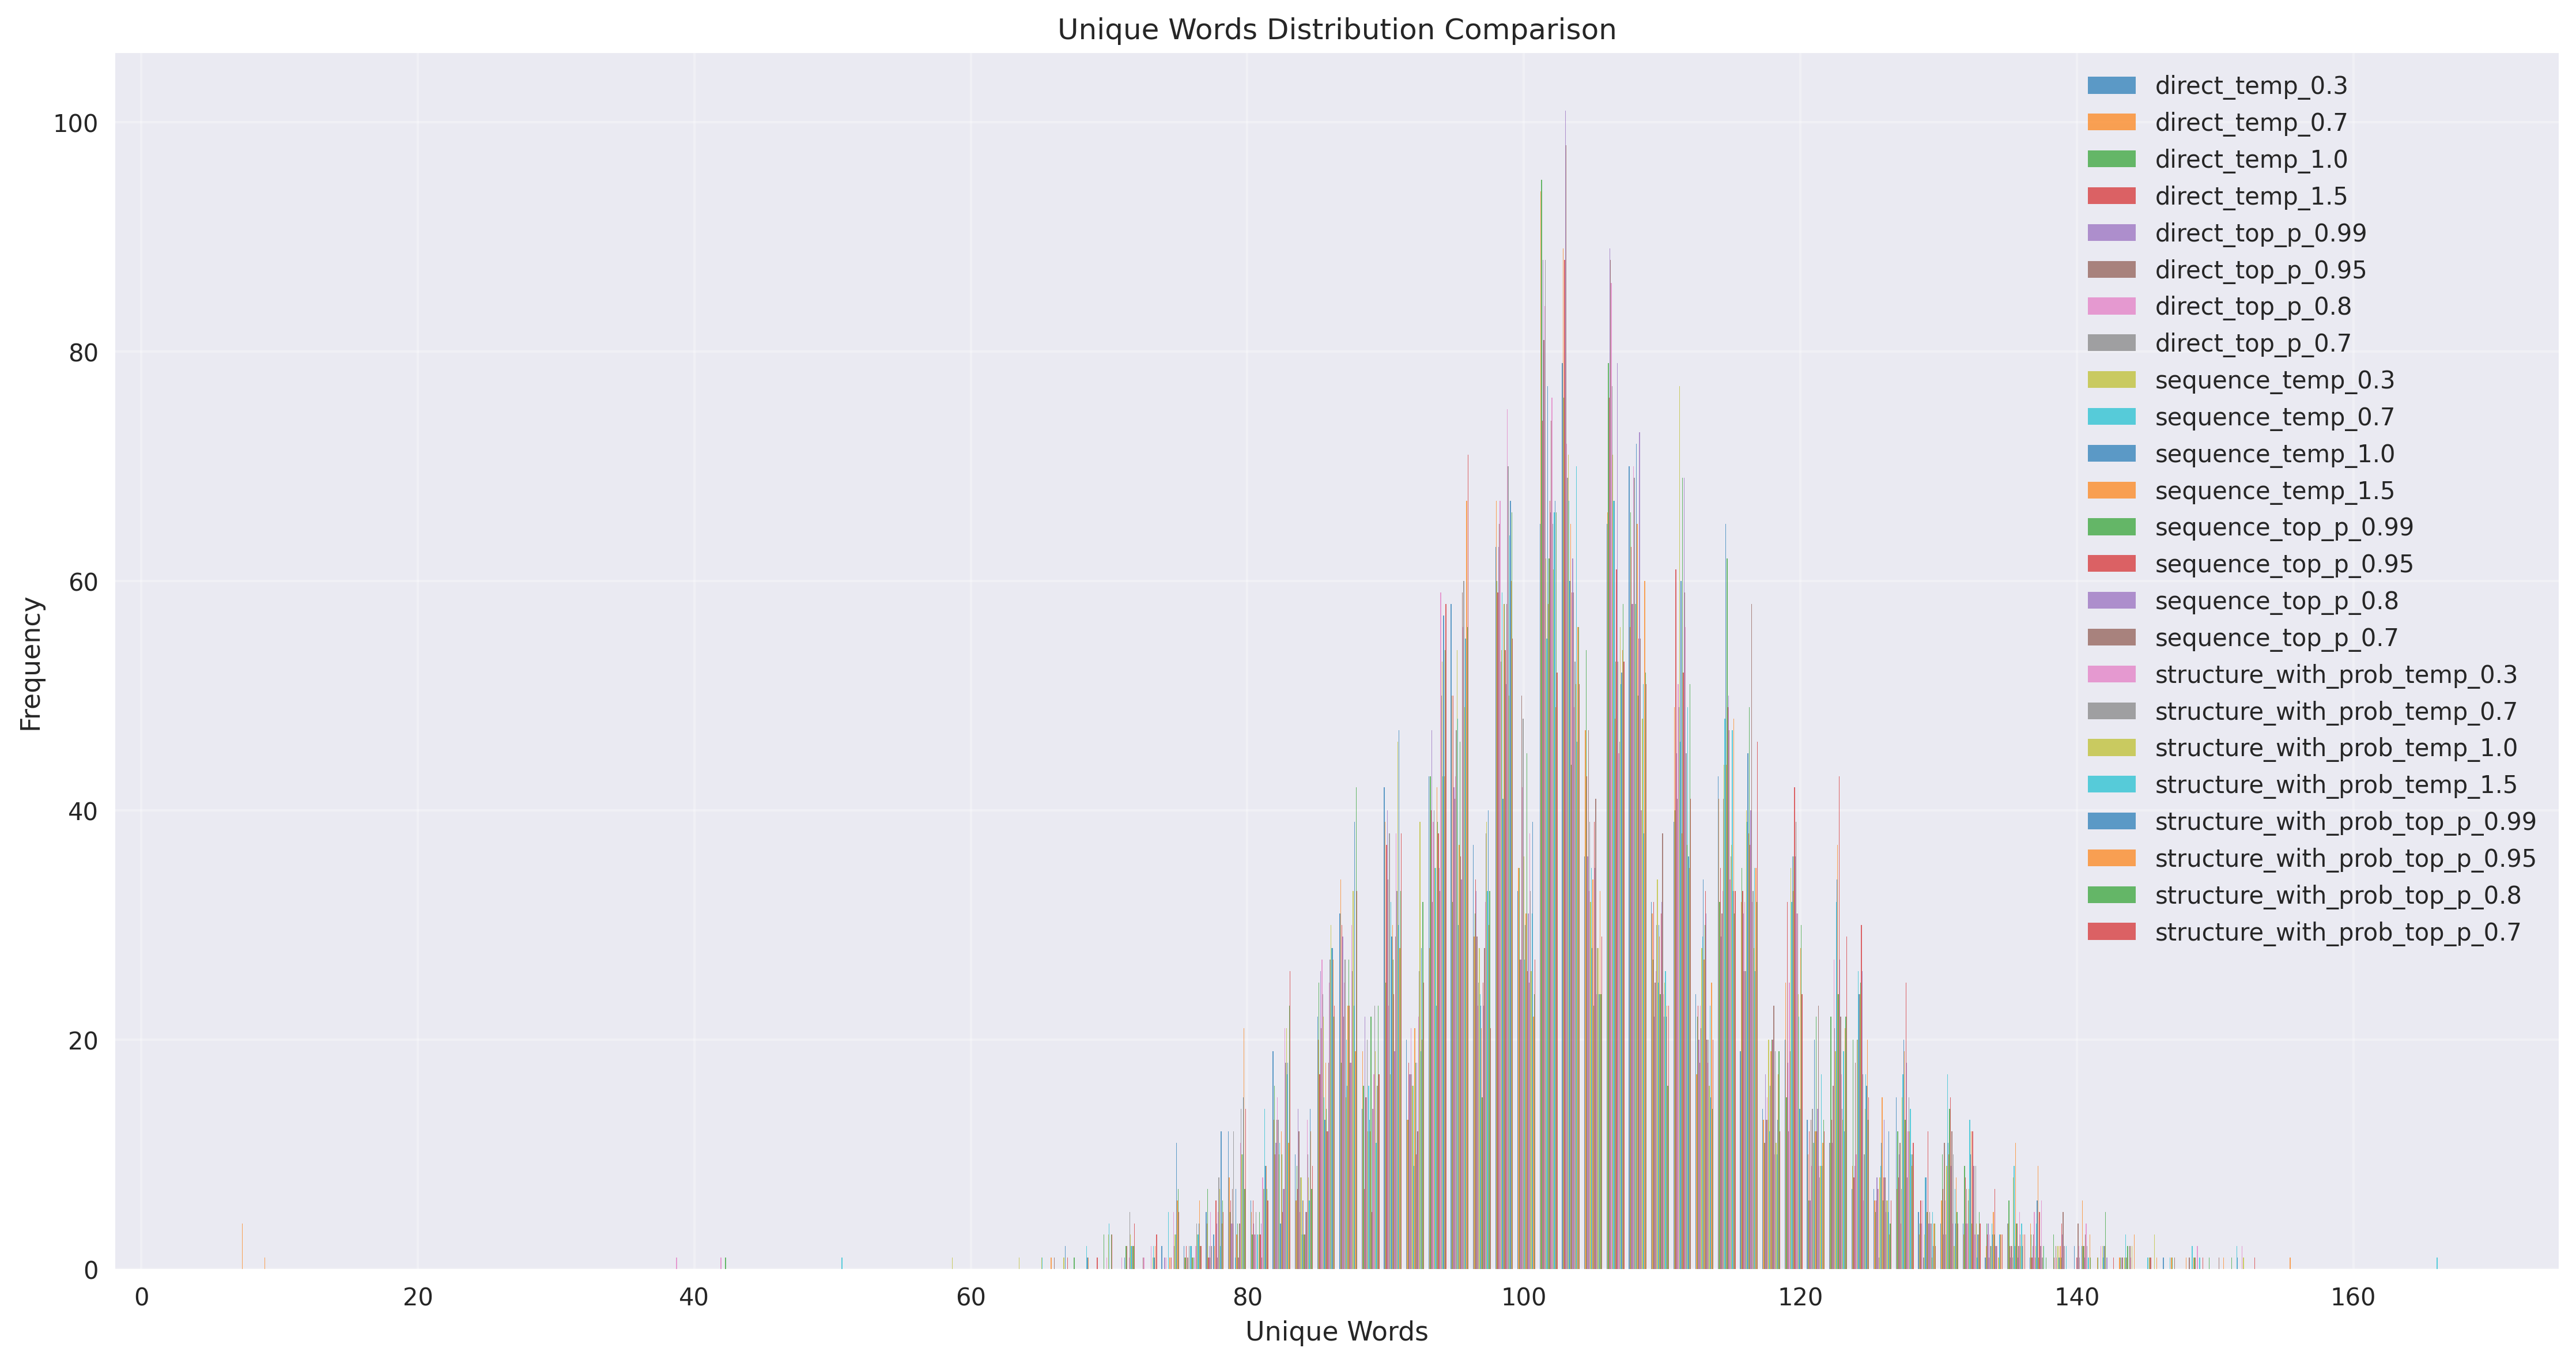 Unique Words Distribution Comparison
direct_temp_0.3
direct_temp_0.7
direct_temp_1.0
direct_temp_1.5
direct_top_p_0.99
direct_top_p_0.95
direct_top_p_0.8
direct_top_p_0.7
sequence_temp_0.3
sequence_temp_0.7
sequence_temp_1.0
sequence_temp_1.5
sequence_top_p_0.99
sequence_top_p_0.95
sequence_top_p_0.8
sequence_top_p_0.7
structure_with_prob_temp_0.3
structure_with_prob_temp_0.7
structure_with_prob_temp_1.0
structure_with_prob_temp_1.5
structure_with_prob_top_p_0.99
structure_with_prob_top_p_0.95
structure_with_prob_top_p_0.8
structure_with_prob_top_p_0.7
Frequency
100
80
60
40
20
0
0 20 40 60 80 100 120 140 160
Unique Words